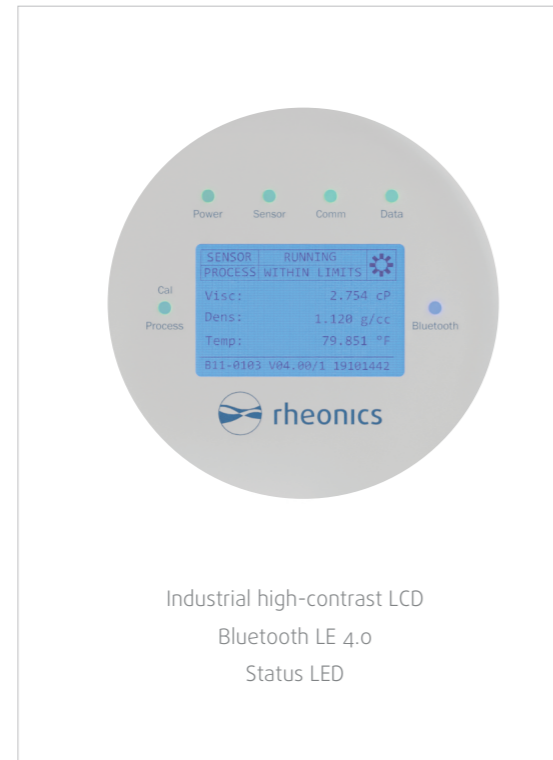 Power Sensor Comm Data
SENSOR RUNNING
PROCESS WITHIN LIMITS
Visc: 2.754 cP
Dens: 1.120 g/cc
Temp: 79.851 °F
811-0103 V04.00/1 19101442
Cal
Process
Bluetooth
rheonics
Industrial high-contrast LCD
Bluetooth LE 4.0
Status LED